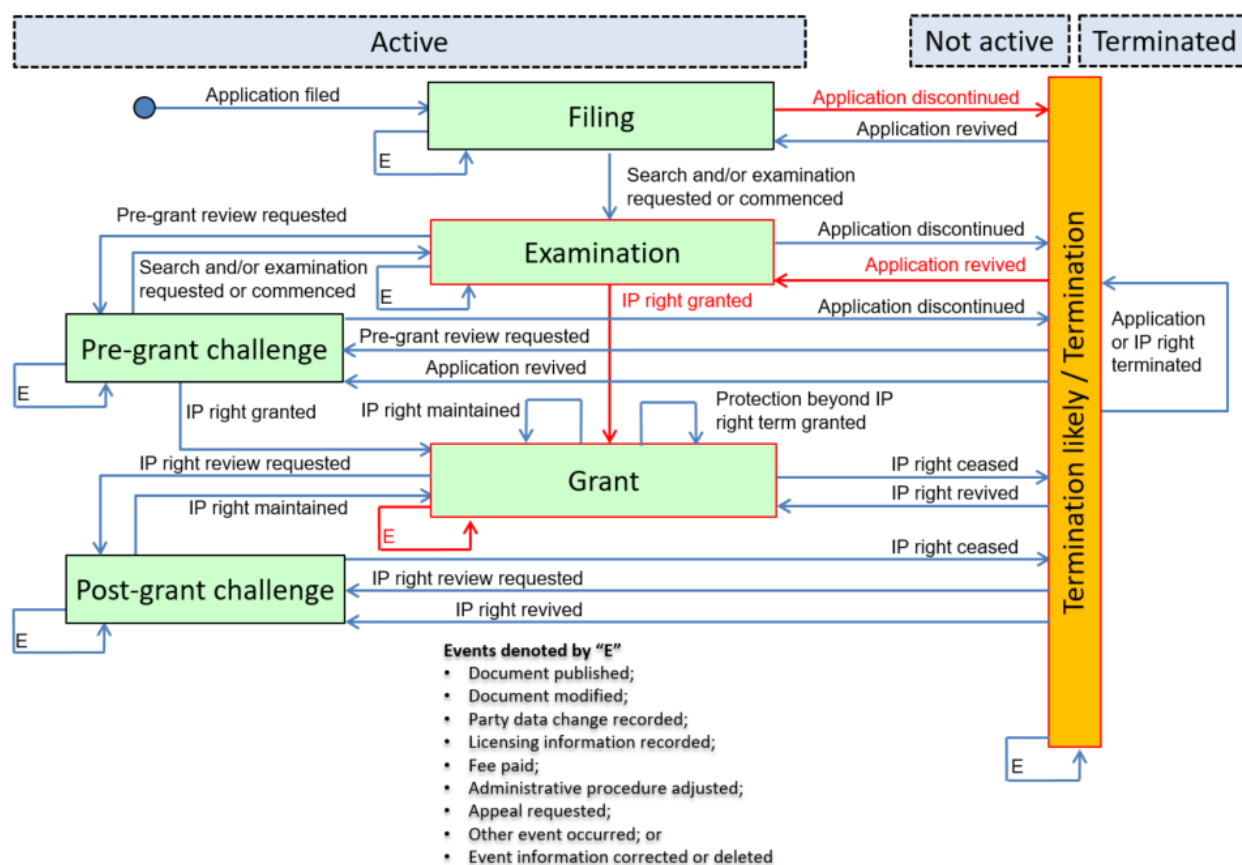 Active
Not active
Terminated
Application filed
Filing
Application discontinued
Application revived
E
Search and/or examination
requested or commenced
Pre-grant review requested
Examination
Application discontinued
Application revived
Search and/or examination
requested or commenced
E
IP right granted
Application discontinued
Pre-grant challenge
Pre-grant review requested
Application revived
E
Application
or IP right
terminated
Termination likely / Termination
IP right granted
IP right maintained
Protection beyond IP
right term granted
IP right review requested
Grant
IP right ceased
IP right revived
IP right maintained
E
IP right ceased
Post-grant challenge
IP right review requested
IP right revived
E
Events denoted by “E”
• Document published;
• Document modified;
• Party data change recorded;
• Licensing information recorded;
• Fee paid;
• Administrative procedure adjusted;
• Appeal requested;
• Other event occurred; or
• Event information corrected or deleted
E